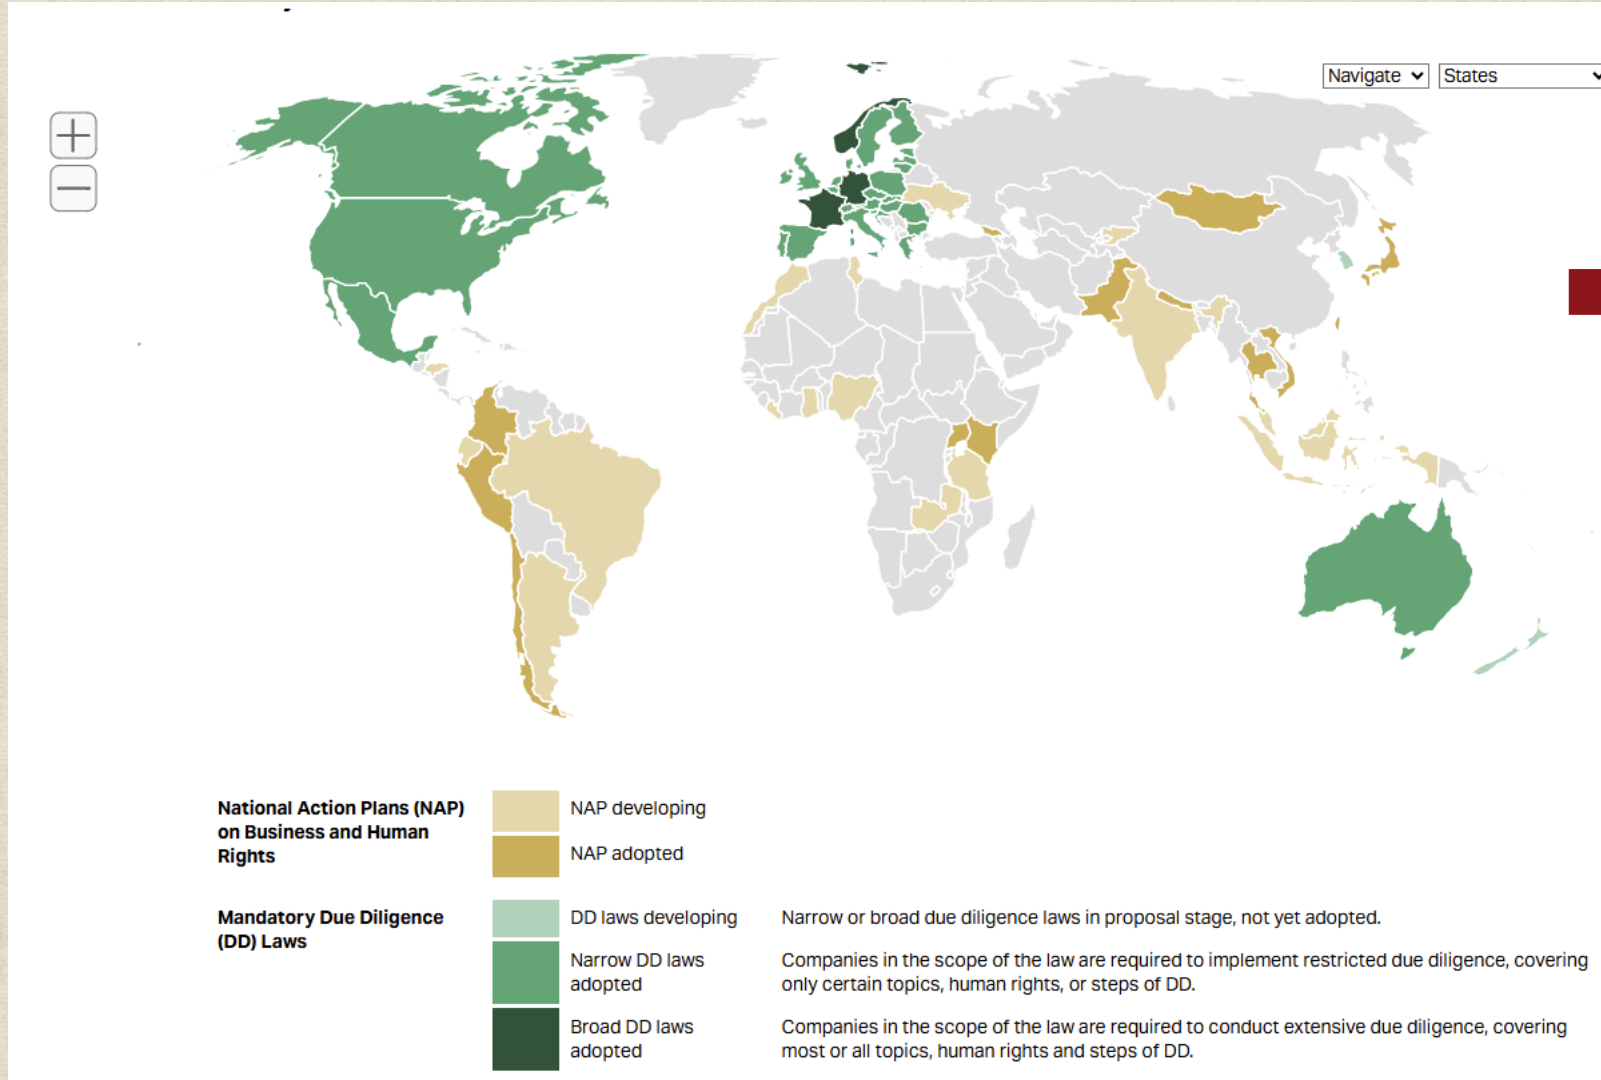 Navigate
States
National Action Plans (NAP)
on Business and Human
Rights
NAP developing
NAP adopted
Mandatory Due Diligence
(DD) Laws
DD laws developing
Narrow or broad due diligence laws in proposal stage, not yet adopted.
Narrow DD laws
adopted
Companies in the scope of the law are required to implement restricted due diligence, covering
only certain topics, human rights, or steps of DD.
Broad DD laws
adopted
Companies in the scope of the law are required to conduct extensive due diligence, covering
most or all topics, human rights and steps of DD.